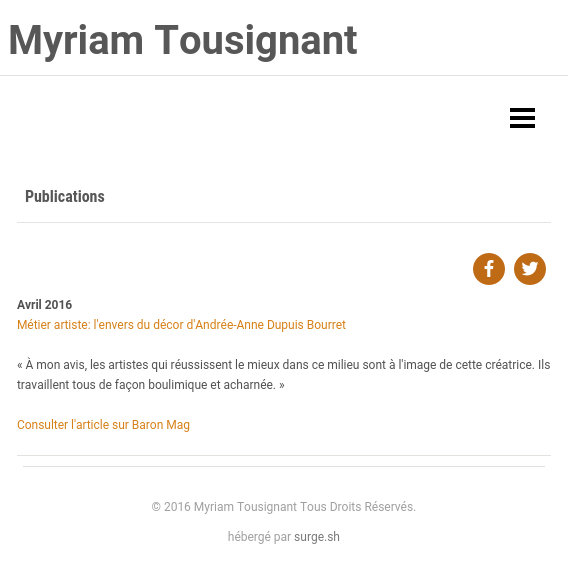 Myriam Tousignant
Publications
Avril 2016
Métier artiste: l'envers du décor d'Andrée-Anne Dupuis Bourret
« À mon avis, les artistes qui réussissent le mieux dans ce milieu sont à l'image de cette créatrice. Ils
travaillent tous de façon boulimique et acharnée. »
Consulter l'article sur Baron Mag
© 2016 Myriam Tousignant Tous Droits Réservés.
hébergé par surge.sh